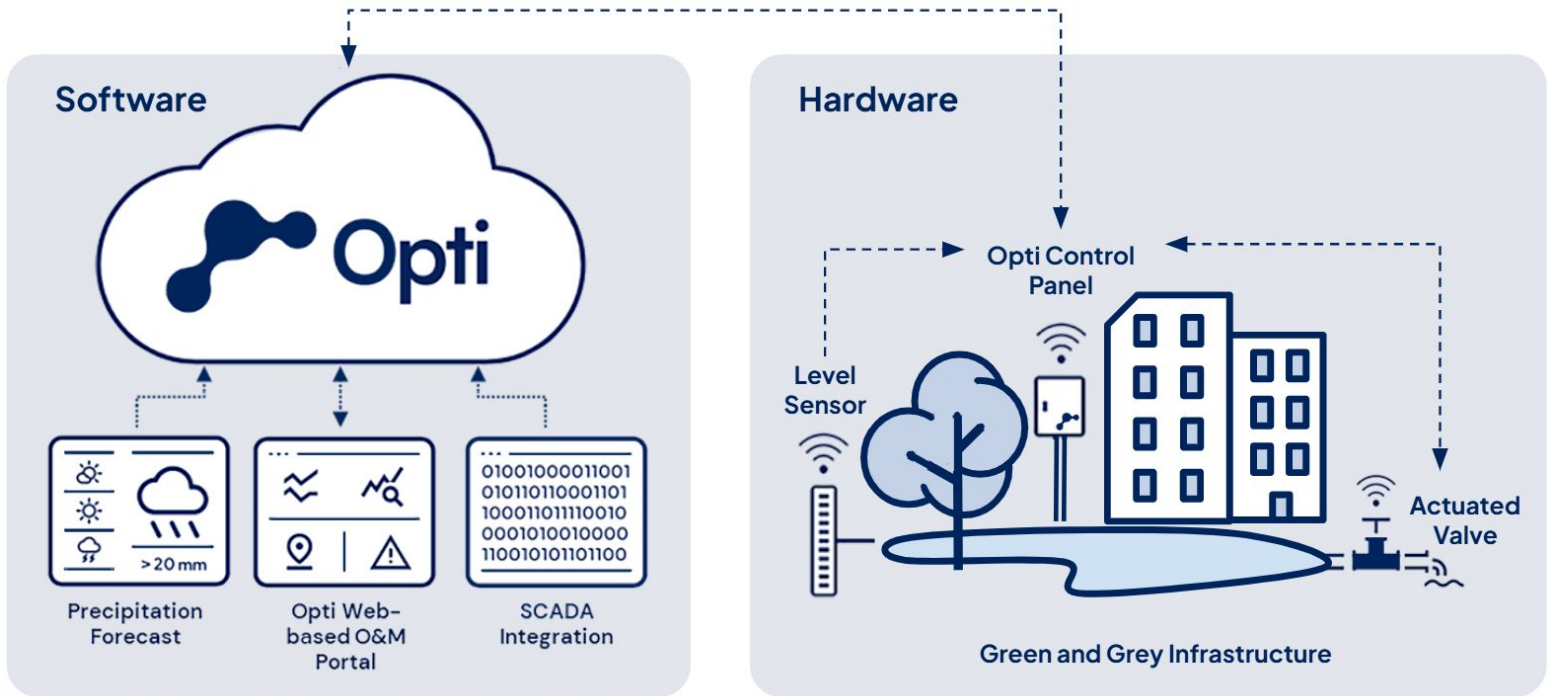 Software
Opti
>20 mm
01001000011001
010110110001101
100011011110010
0001010010000
110010101101100
Precipitation
Forecast
Opti Web-
based O&M
Portal
SCADA
Integration
Hardware
Opti Control
Panel
Level
Sensor
Actuated
Valve
Green and Grey Infrastructure